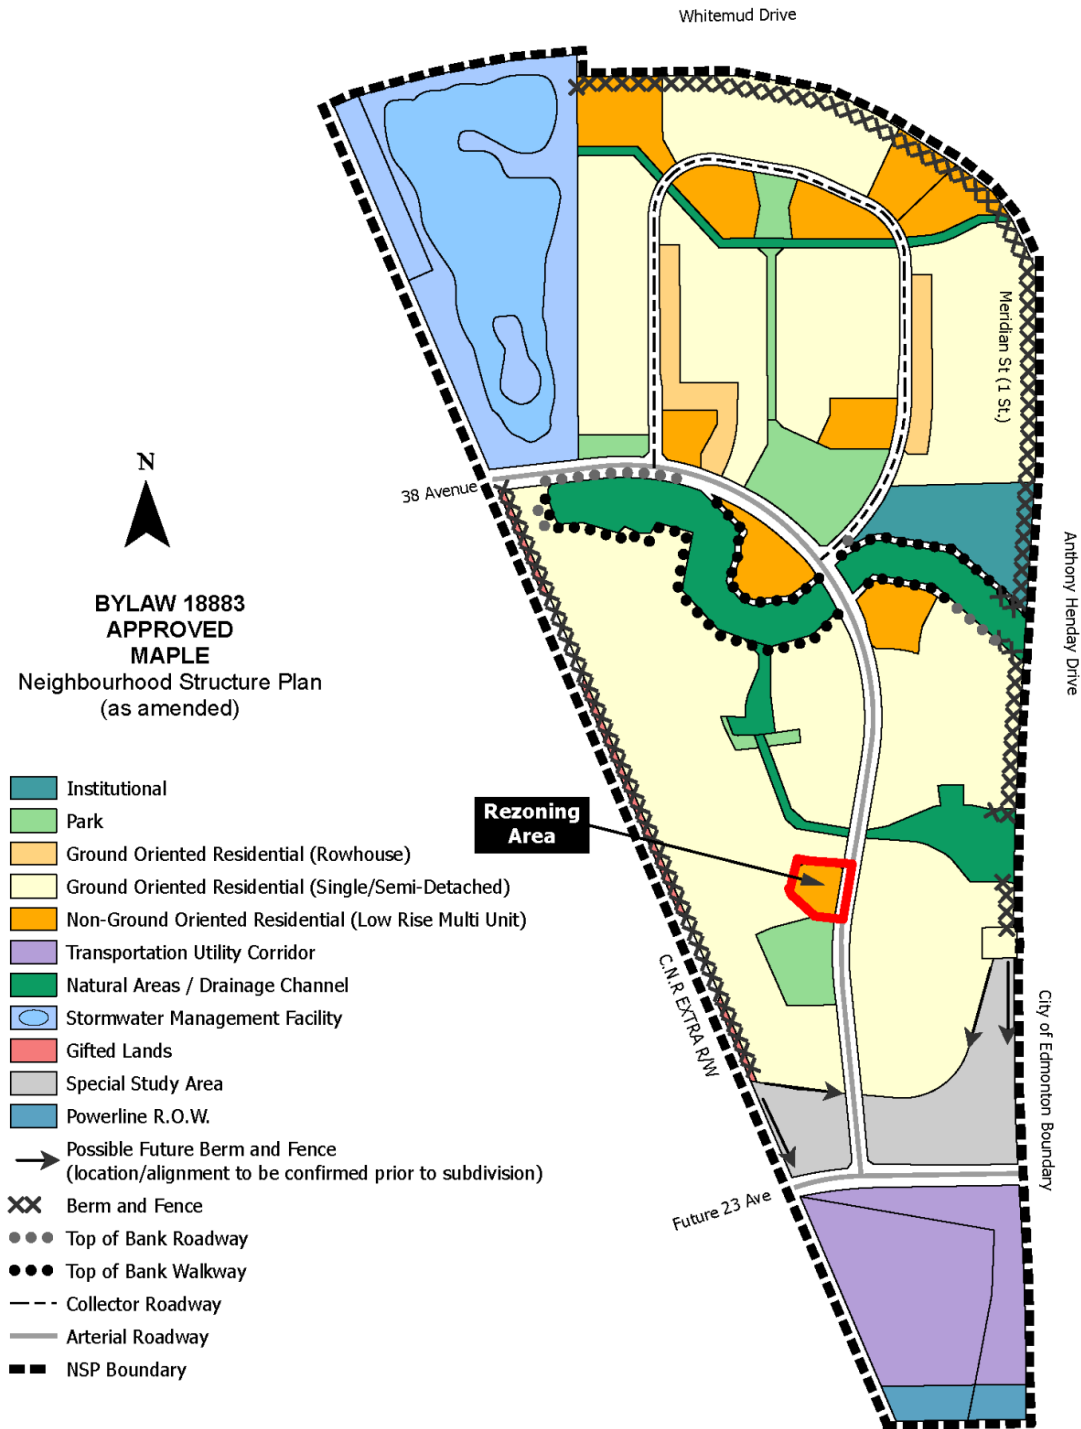 Whitemud Drive
Meridian St (1 St.)
N
38 Avenue
Anthony Henday Drive
BYLAW 18883
APPROVED
MAPLE
Neighbourhood Structure Plan
(as amended)
Rezoning
Area
Institutional
Park
Ground Oriented Residential (Rowhouse)
Ground Oriented Residential (Single/Semi-Detached)
Non-Ground Oriented Residential (Low Rise Multi Unit)
Transportation Utility Corridor
Natural Areas / Drainage Channel
Stormwater Management Facility
Gifted Lands
Special Study Area
Powerline R.O.W.
Possible Future Berm and Fence
(location/alignment to be confirmed prior to subdivision)
Berm and Fence
Top of Bank Roadway
Top of Bank Walkway
Collector Roadway
Arterial Roadway
NSP Boundary
C.N.R EXTRA R/W
City of Edmonton Boundary
Future 23 Ave